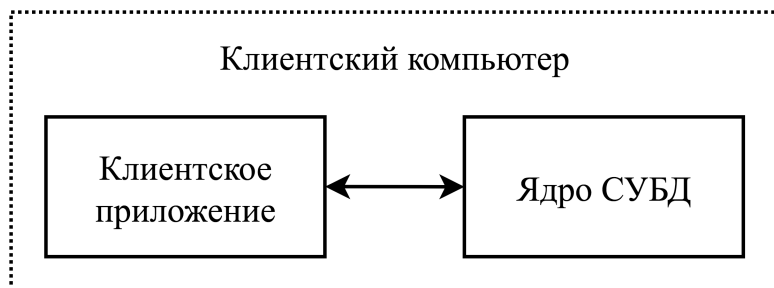 Клиентский компьютер
Клиентское
приложение
Ядро СУБД